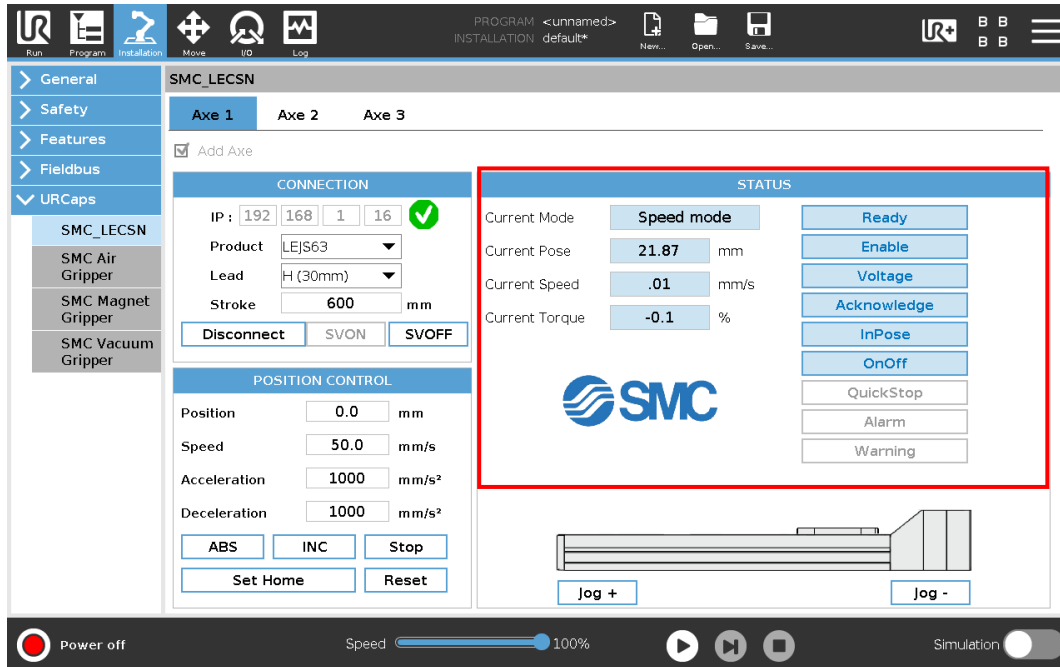 PROGRAM <unnamed>
INSTALLATION default*
Run Program Installation Move I/O Log New... Open... Save... UR+ B B
B B
General
Safety
Features
Fieldbus
URCaps
SMC_LECSN
SMC Air
Gripper
SMC Magnet
Gripper
SMC Vacuum
Gripper
SMC_LECSN
Axe 1 Axe 2 Axe 3
Add Axe
CONNECTION
IP : 192 168 1 16
Product LEJS63
Lead H (30mm)
Stroke 600 mm
Disconnect SVON SVOFF
POSITION CONTROL
Position 0.0 mm
Speed 50.0 mm/s
Acceleration 1000 mm/s²
Deceleration 1000 mm/s²
ABS INC Stop
Set Home Reset
STATUS
Current Mode Speed mode
Current Pose 21.87 mm
Current Speed .01 mm/s
Current Torque -0.1 %
SMC
Ready
Enable
Voltage
Acknowledge
InPose
OnOff
QuickStop
Alarm
Warning
Jog + Jog -
Power off Speed 100% Simulation